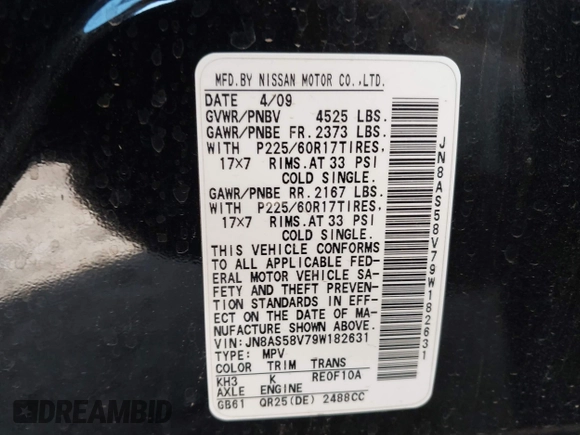 MFD.BY NISSAN MOTOR CO.,LTD.
DATE 4/09
GVWR/PNBV 4525 LBS.
GAWR/PNBE FR. 2373 LBS.
WITH P225/60R17TIRES,
17X7 RIMS.AT 33 PSI
COLD SINGLE.
GAWR/PNBE RR. 2167 LBS.
WITH P225/60R17TIRES,
17X7 RIMS.AT 33 PSI
COLD SINGLE.
THIS VEHICLE CONFORMS
TO ALL APPLICABLE FED-
ERAL MOTOR VEHICLE SA-
FETY AND THEFT PREVEN-
TION STANDARDS IN EFF-
ECT ON THE DATE OF MA-
NUFACTURE SHOWN ABOVE.
VIN: JN8AS58V79W182631
TYPE: MPV
COLOR TRIM TRANS
KH3 K RE0F10A
AXLE ENGINE
GB61 QR25(DE) 2488CC
JN8AS58V79W182631
DREAMBID